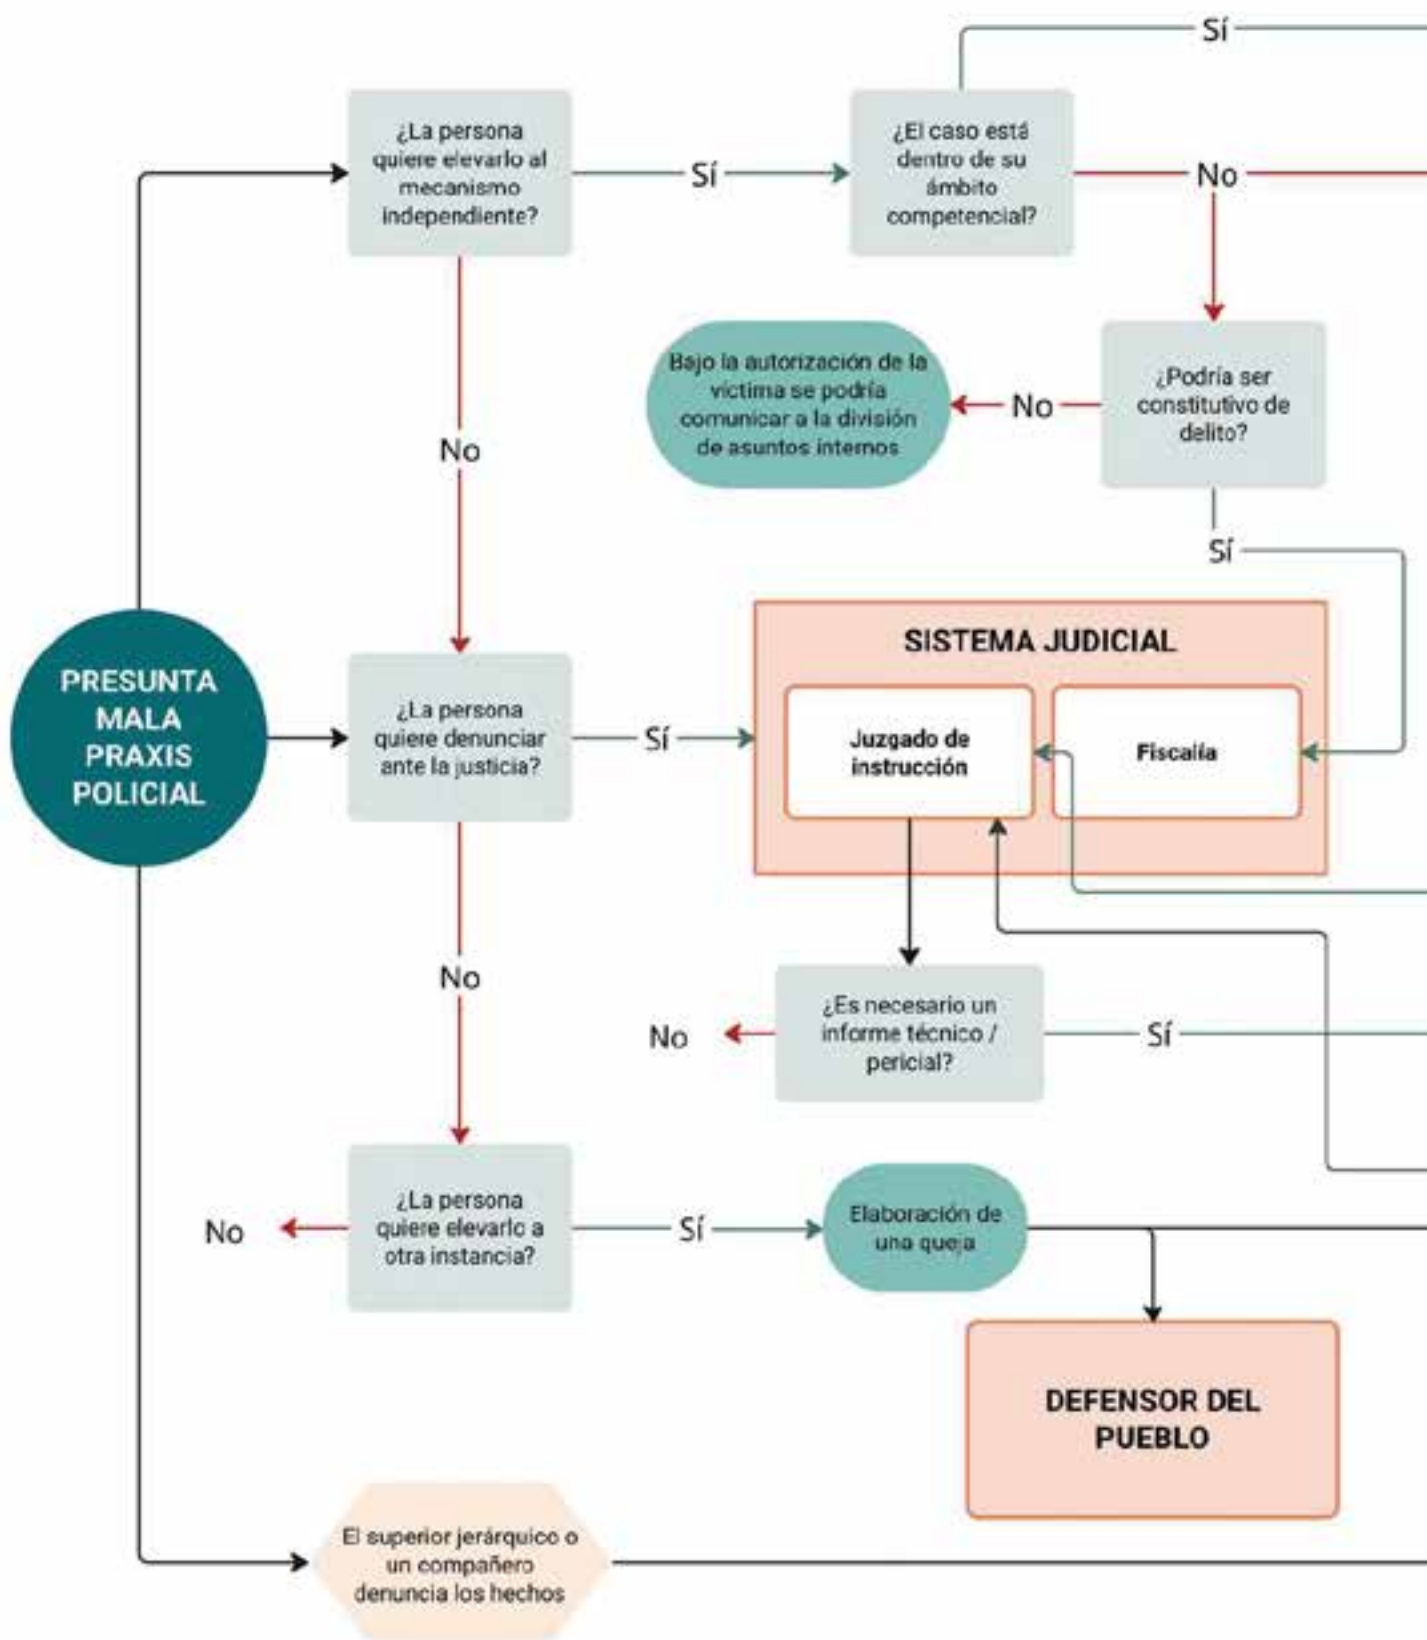 Sí
¿La persona
quiere elevarlo al
mecanismo
independiente?
Sí
¿El caso está
dentro de su
ámbito
competencial?
No
Bajo la autorización de la
víctima se podría
comunicar a la división
de asuntos internos
No
¿Podría ser
constitutivo de
delito?
No
Sí
PRESUNTA
MALA
PRAXIS
POLICIAL
¿La persona
quiere denunciar
ante la justicia?
Sí
SISTEMA JUDICIAL
Juzgado de
instrucción
Fiscalía
No
No
¿Es necesario un
informe técnico /
pericial?
Sí
No
¿La persona
quiere elevarlo a
otra instancia?
Sí
Elaboración de
una queja
DEFENSOR DEL
PUEBLO
El superior jerárquico o
un compañero
denuncia los hechos